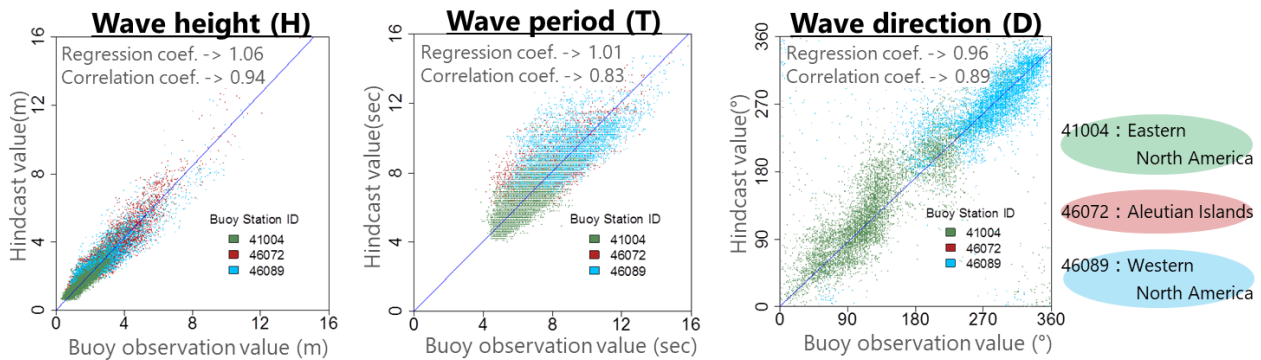 Wave height (H)
16
12
8
4
0
Regression coef. -> 1.06
Correlation coef. -> 0.94
Hindcast value(m)
Buoy Station ID
41004
46072
46089
0 4 8 12 16
Buoy observation value (m)
Wave period (T)
16
12
8
4
0
Regression coef. -> 1.01
Correlation coef. -> 0.83
Hindcast value(sec)
Buoy Station ID
41004
46072
46089
0 4 8 12 16
Buoy observation value (sec)
Wave direction (D)
360
270
180
90
0
Regression coef. -> 0.96
Correlation coef. -> 0.89
Hindcast value(°)
Buoy Station ID
41004
46072
46089
0 90 180 270 360
Buoy observation value (°)
41004：Eastern
North America
46072：Aleutian Islands
46089：Western
North America